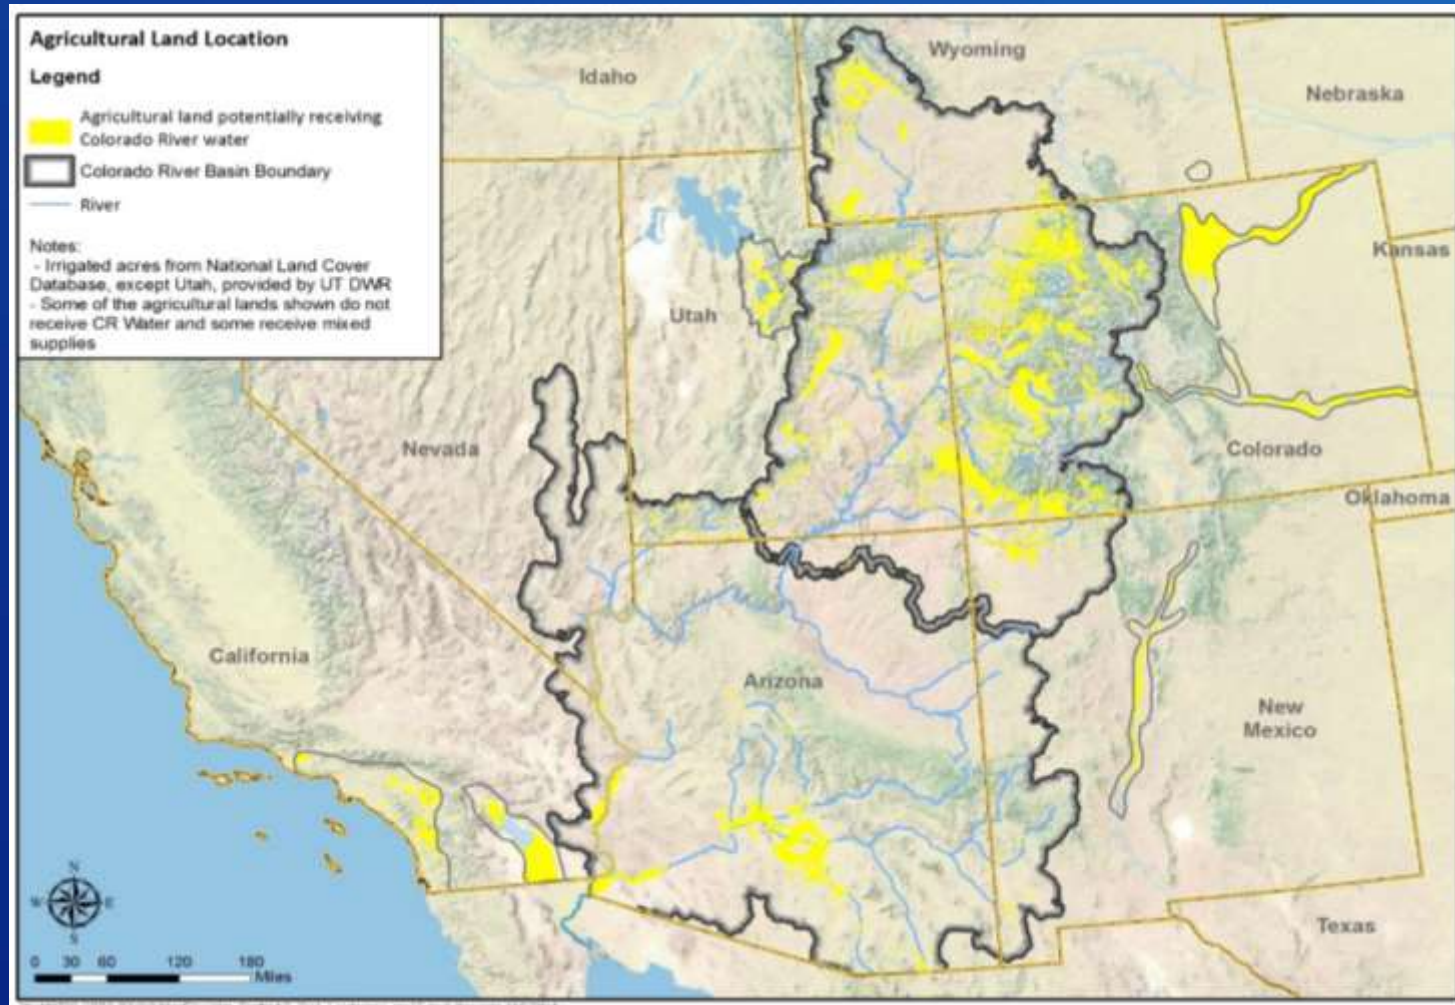 Agricultural Land Location
Legend
Agricultural land potentially receiving
Colorado River water
Colorado River Basin Boundary
River
Notes:
- Irrigated acres from National Land Cover
Database, except Utah, provided by UT DWR
- Some of the agricultural lands shown do not
receive CR Water and some receive mixed
supplies
Idaho
Wyoming
Nebraska
Kansas
Utah
Nevada
Colorado
Oklahoma
California
Arizona
New
Mexico
Texas
N
W E
S
0 30 60 120 180
Miles